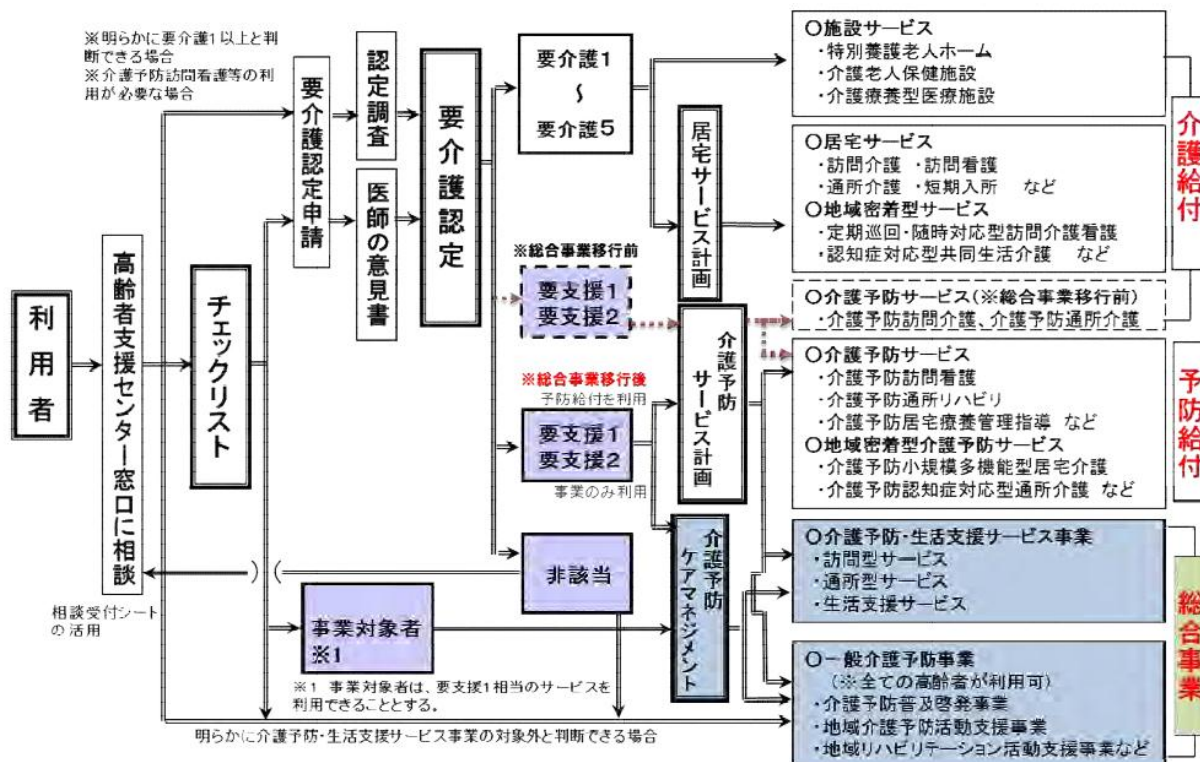 ※明らかに要介護1以上と判
断できる場合
※介護予防訪問看護等の利
用が必要な場合
利用者
高齢者支援センター窓口に相談
相談受付シート
の活用
チェックリスト
要介護認定申請
認定調査
医師の意見書
要介護認定
要介護1
～
要介護5
※総合事業移行前
要支援1
要支援2
※総合事業移行後
予防給付を利用
要支援1
要支援2
事業のみ利用
非該当
事業対象者
※1
※1 事業対象者は、要支援1相当のサービスを
利用できることとする。
明らかに介護予防・生活支援サービス事業の対象外と判断できる場合
居宅サービス計画
介護予防
サービス計画
介護予防
ケアマネジメント
○施設サービス
・特別養護老人ホーム
・介護老人保健施設
・介護療養型医療施設
○居宅サービス
・訪問介護 ・訪問看護
・通所介護 ・短期入所 など
○地域密着型サービス
・定期巡回・随時対応型訪問介護看護
・認知症対応型共同生活介護 など
介護給付
○介護予防サービス(※総合事業移行前)
・介護予防訪問介護、介護予防通所介護
○介護予防サービス
・介護予防訪問看護
・介護予防通所リハビリ
・介護予防居宅療養管理指導 など
○地域密着型介護予防サービス
・介護予防小規模多機能型居宅介護
・介護予防認知症対応型通所介護 など
予防給付
○介護予防・生活支援サービス事業
・訪問型サービス
・通所型サービス
・生活支援サービス
○一般介護予防事業
(※全ての高齢者が利用可)
・介護予防普及啓発事業
・地域介護予防活動支援事業
・地域リハビリテーション活動支援事業など
総合事業